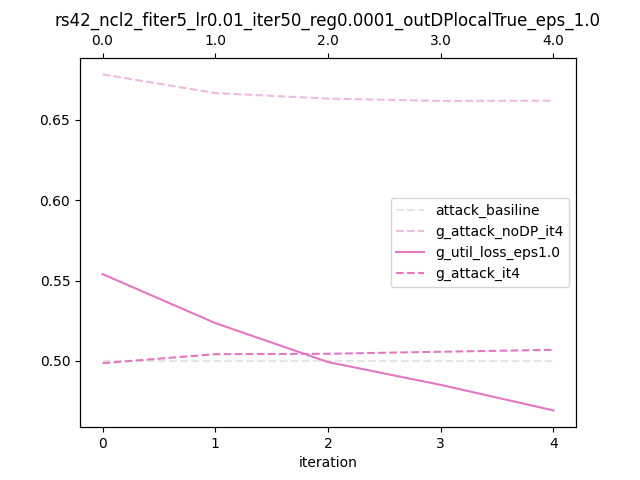 rs42_ncl2_fiter5_lr0.01_iter50_reg0.0001_outDPlocalTrue_eps_1.0
0.0 1.0 2.0 3.0 4.0
0.65
0.60
0.55
0.50
attack_basiline
g_attack_noDP_it4
g_util_loss_eps1.0
g_attack_it4
0 1 2 3 4
iteration